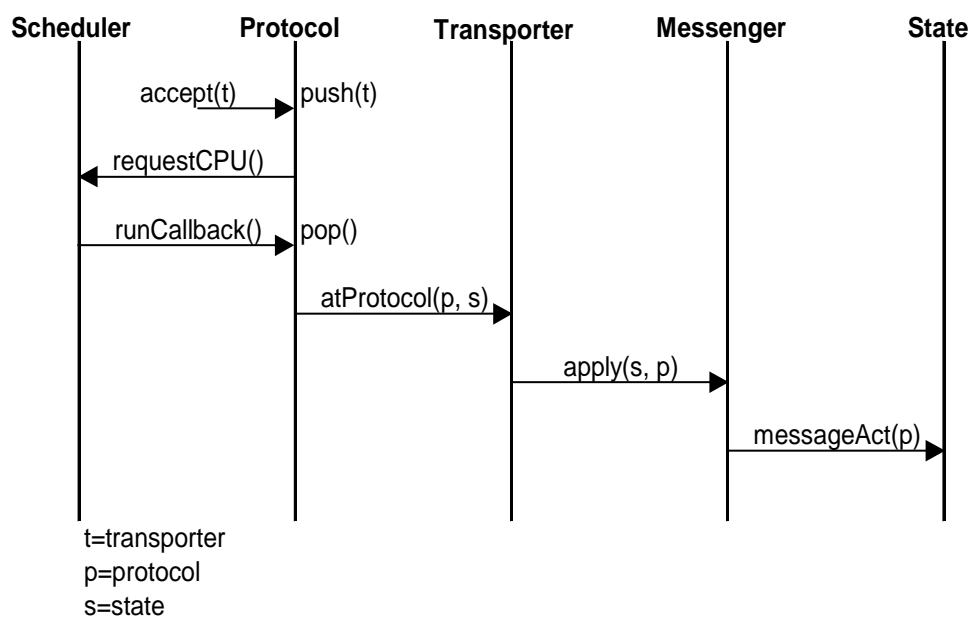 Scheduler Protocol Transporter Messenger State
accept(t) push(t)
requestCPU()
runCallback() pop()
atProtocol(p, s)
apply(s, p)
messageAct(p)
t=transporter
p=protocol
s=state